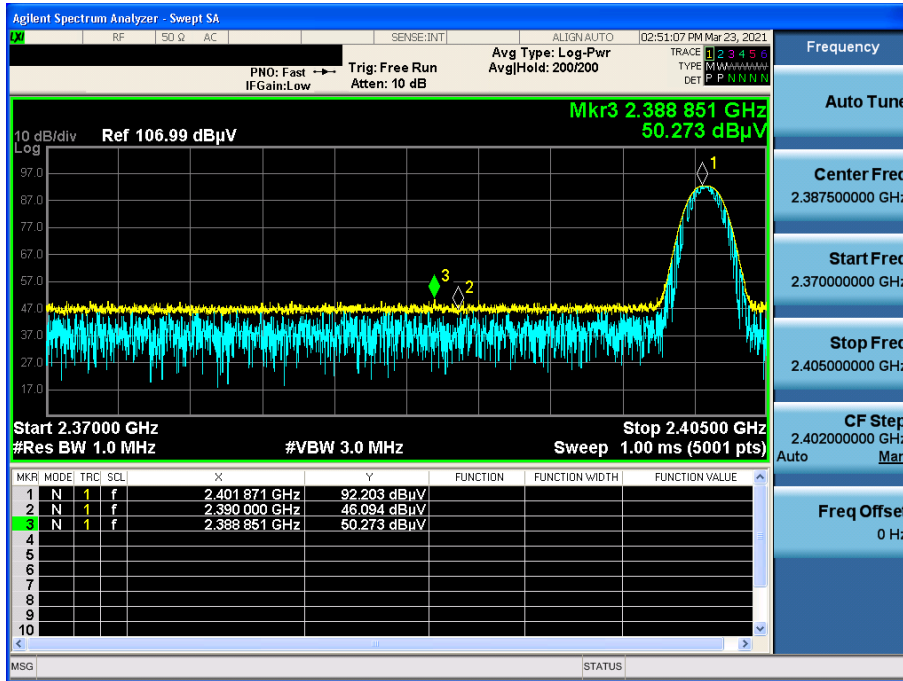 Agilent Spectrum Analyzer - Swept SA
LXI RF 50 Ω AC SENSE:INT ALIGNAUTO 02:51:07 PM Mar 23, 2021
Frequency
Avg Type: Log-Pwr
TRACE 1 2 3 4 5 6
PNO: Fast Trig: Free Run Avg|Hold: 200/200
TYPE M W
IFGain:Low Atten: 10 dB
DET P P N N N N
Auto Tune
Mkr3 2.388 851 GHz
50.273 dBµV
10 dB/div Ref 106.99 dBµV
Log
97.0
87.0
77.0
67.0
57.0
47.0
37.0
27.0
17.0
1
3
2
Center Freq
2.387500000 GHz
Start Freq
2.370000000 GHz
Stop Freq
2.405000000 GHz
Start 2.37000 GHz Stop 2.40500 GHz
#Res BW 1.0 MHz #VBW 3.0 MHz Sweep 1.00 ms (5001 pts)
CF Step
2.402000000 GHz
Auto Man
MKR MODE TRC SCL X Y FUNCTION FUNCTION WIDTH FUNCTION VALUE
1 N 1 f 2.401 871 GHz 92.203 dBµV
2 N 1 f 2.390 000 GHz 46.094 dBµV
3 N 1 f 2.388 851 GHz 50.273 dBµV
4
5
6
7
8
9
10
Freq Offset
0 Hz
MSG STATUS